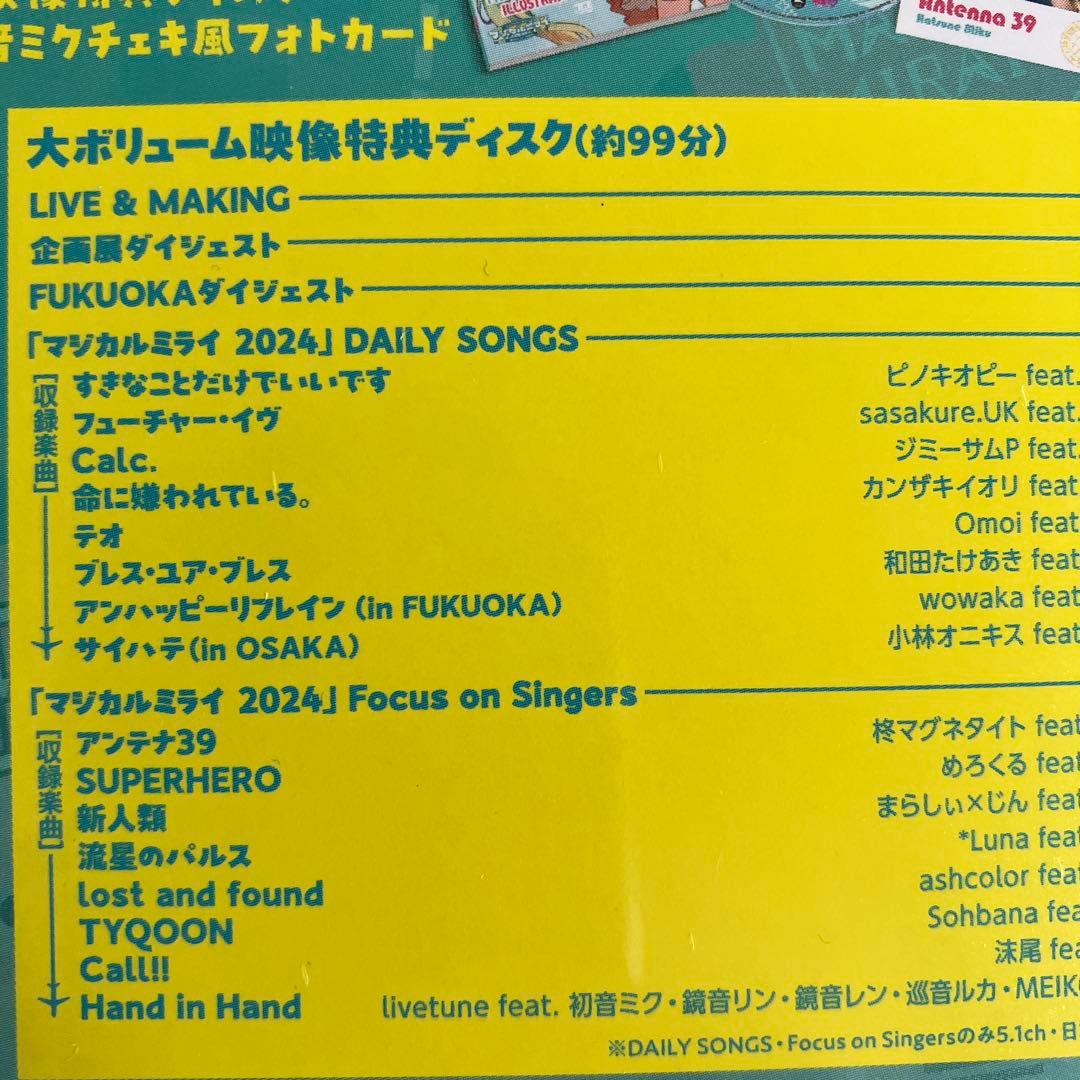 音ミクチェキ風フォトカード
ILLUSTRA
Antenna 39
Hatsune Miku
MIRAI
大ボリューム映像特典ディスク(約99分)
LIVE & MAKING
企画展ダイジェスト
FUKUOKAダイジェスト
「マジカルミライ 2024」DAILY SONGS
[収録楽曲]
すきなことだけでいいです ピノキオピー feat.
フューチャー・イヴ sasakure.UK feat.
Calc. ジミーサムP feat.
命に嫌われている。 カンザキイオリ feat
テオ Omoi feat
ブレス・ユア・ブレス 和田たけあき feat
アンハッピーリフレイン (in FUKUOKA) wowaka feat
サイハテ(in OSAKA) 小林オニキス feat
「マジカルミライ 2024」Focus on Singers
[収録楽曲]
アンテナ39 柊マグネタイト feat
SUPERHERO めろくる feat
新人類 まらしぃ×じん feat
流星のパルス *Luna feat
lost and found ashcolor feat
TYQOON Sohbana fea
Call!! 沫尾 fea
Hand in Hand livetune feat. 初音ミク・鏡音リン・鏡音レン・巡音ルカ・MEIKO
※DAILY SONGS・Focus on Singersのみ5.1ch・日